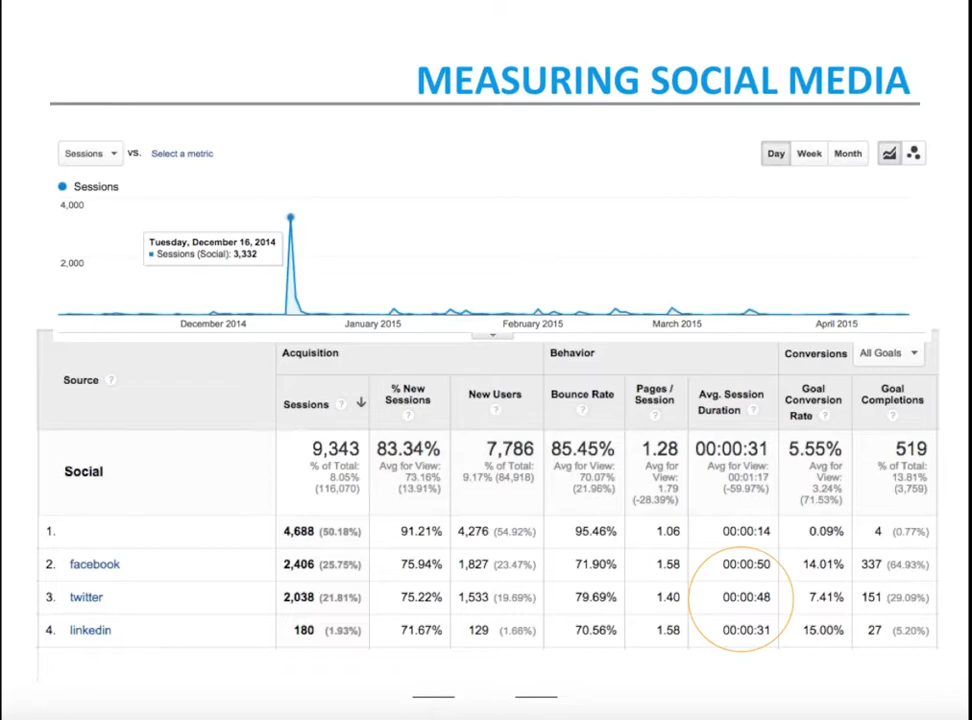 MEASURING SOCIAL MEDIA
Sessions VS. Select a metric
Day Week Month
Sessions
4,000
Tuesday, December 16, 2014
Sessions (Social): 3,332
2,000
December 2014 January 2015 February 2015 March 2015 April 2015
Acquisition Behavior Conversions All Goals
Source ? Sessions ? % New Sessions ? New Users ? Bounce Rate ? Pages / Session ? Avg. Session Duration ? Goal Conversion Rate ? Goal Completions ?
Social 9,343 83.34% 7,786 85.45% 1.28 00:00:31 5.55% 519
% of Total: 8.05% (116,070) Avg for View: 73.16% (13.91%) % of Total: 9.17% (84,918) Avg for View: 70.07% (21.96%) Avg for View: 1.79 (-28.39%) Avg for View: 00:01:17 (-59.97%) Avg for View: 3.24% (71.53%) % of Total: 13.81% (3,759)
1. 4,688 (50.18%) 91.21% 4,276 (54.92%) 95.46% 1.06 00:00:14 0.09% 4 (0.77%)
2. facebook 2,406 (25.75%) 75.94% 1,827 (23.47%) 71.90% 1.58 00:00:50 14.01% 337 (64.93%)
3. twitter 2,038 (21.81%) 75.22% 1,533 (19.69%) 79.69% 1.40 00:00:48 7.41% 151 (29.09%)
4. linkedin 180 (1.93%) 71.67% 129 (1.66%) 70.56% 1.58 00:00:31 15.00% 27 (5.20%)